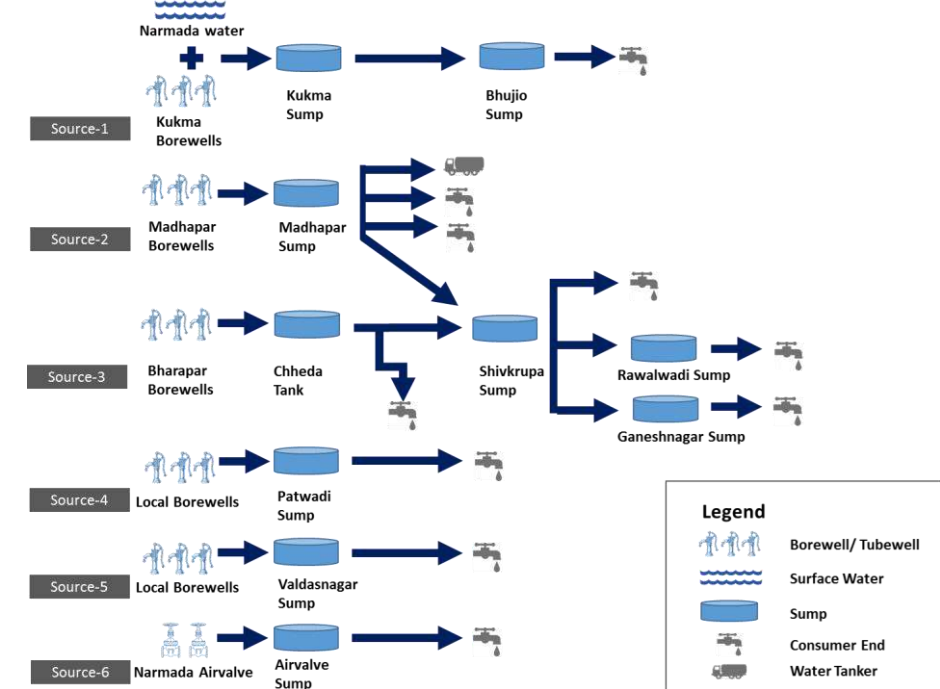 Narmada water
Kukma
Sump
Bhujio
Sump
Source-1
Kukma
Borewells
Source-2
Madhapar
Borewells
Madhapar
Sump
Source-3
Bharapar
Borewells
Chheda
Tank
Shivkrupa
Sump
Rawalwadi Sump
Ganeshnagar Sump
Source-4
Local Borewells
Patwadi
Sump
Source-5
Local Borewells
Valdasnagar
Sump
Source-6
Narmada Airvalve
Airvalve
Sump
Legend
Borewell/ Tubewell
Surface Water
Sump
Consumer End
Water Tanker